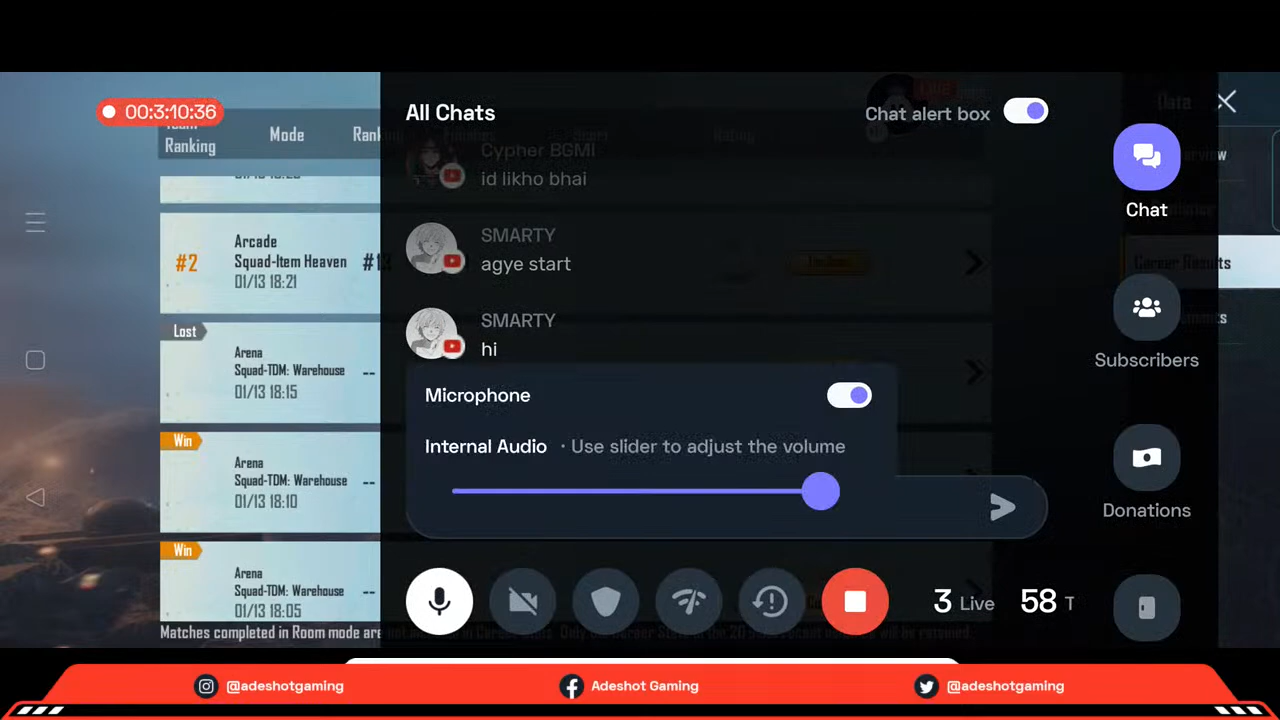 00:3:10:36
All Chats
Chat alert box
Data
Team
Ranking
Mode
Cypher BGMI
id likho bhai
Chat
#2
Arcade
Squad-Item Heaven
01/13 18:21
SMARTY
agye start
Career Results
Subscribers
Lost
Arena
Squad-TDM: Warehouse
01/13 18:15
--
SMARTY
hi
Microphone
Internal Audio · Use slider to adjust the volume
Win
Arena
Squad-TDM: Warehouse
01/13 18:10
--
Donations
Win
Arena
Squad-TDM: Warehouse
01/13 18:05
--
3 Live
58 T
Matches completed in Room mode are
@adeshotgaming
Adeshot Gaming
@adeshotgaming